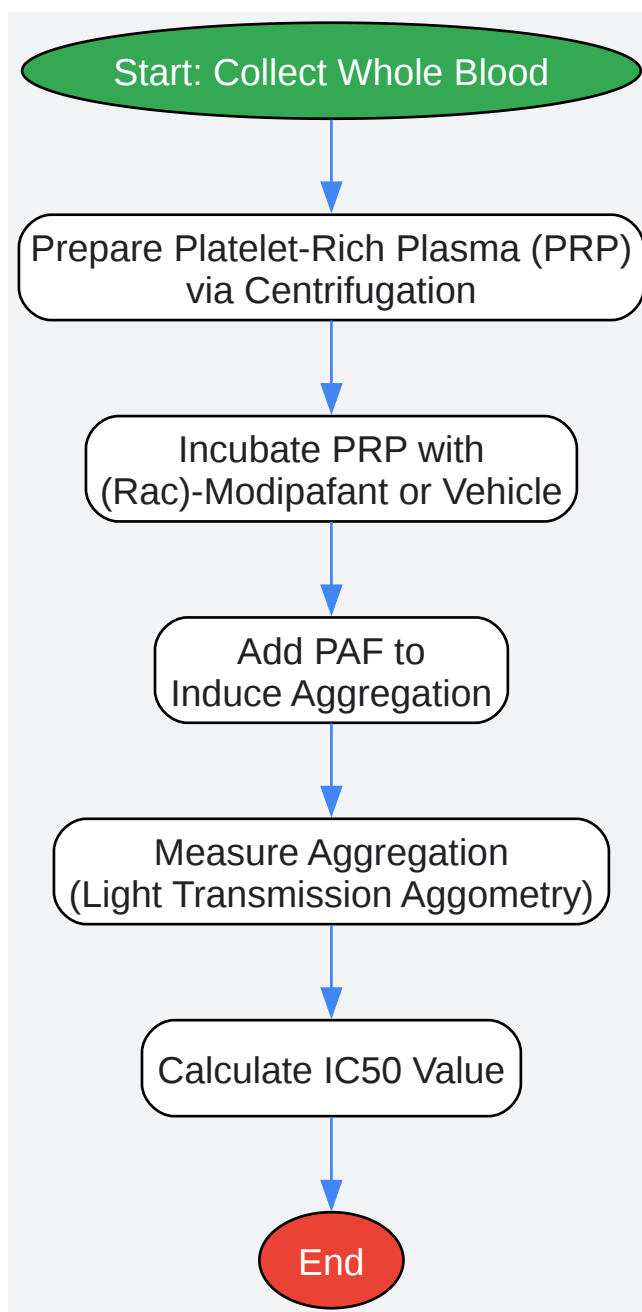 Start: Collect Whole Blood
Prepare Platelet-Rich Plasma (PRP)
via Centrifugation
Incubate PRP with
(Rac)-Modipafant or Vehicle
Add PAF to
Induce Aggregation
Measure Aggregation
(Light Transmission Aggometry)
Calculate IC50 Value
End